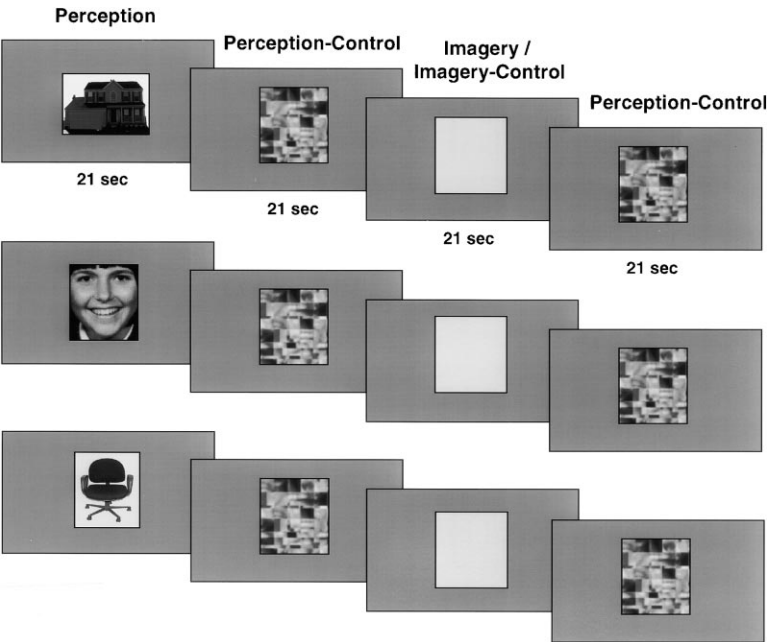 Perception
Perception-Control
Imagery /
Imagery-Control
Perception-Control
21 sec
21 sec
21 sec
21 sec